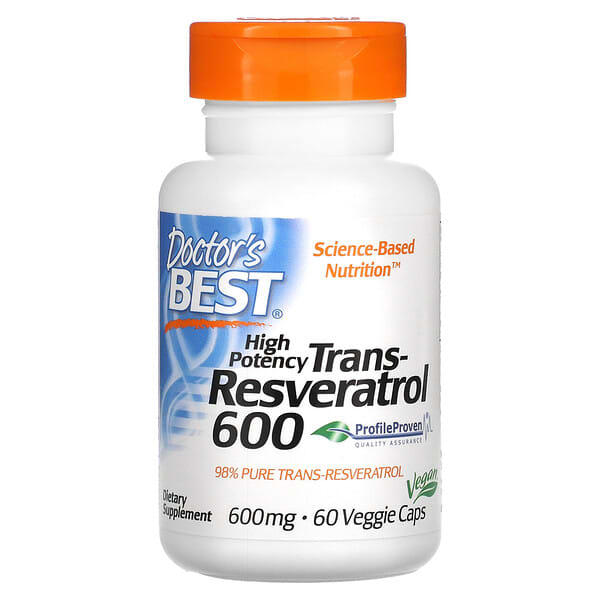 Doctor's
BEST®
Science-Based
Nutrition™
High
Potency Trans-
Resveratrol
600
ProfileProven
QUALITY ASSURANCE
98% PURE TRANS-RESVERATROL
Vegan
Dietary
Supplement
600mg · 60 Veggie Caps